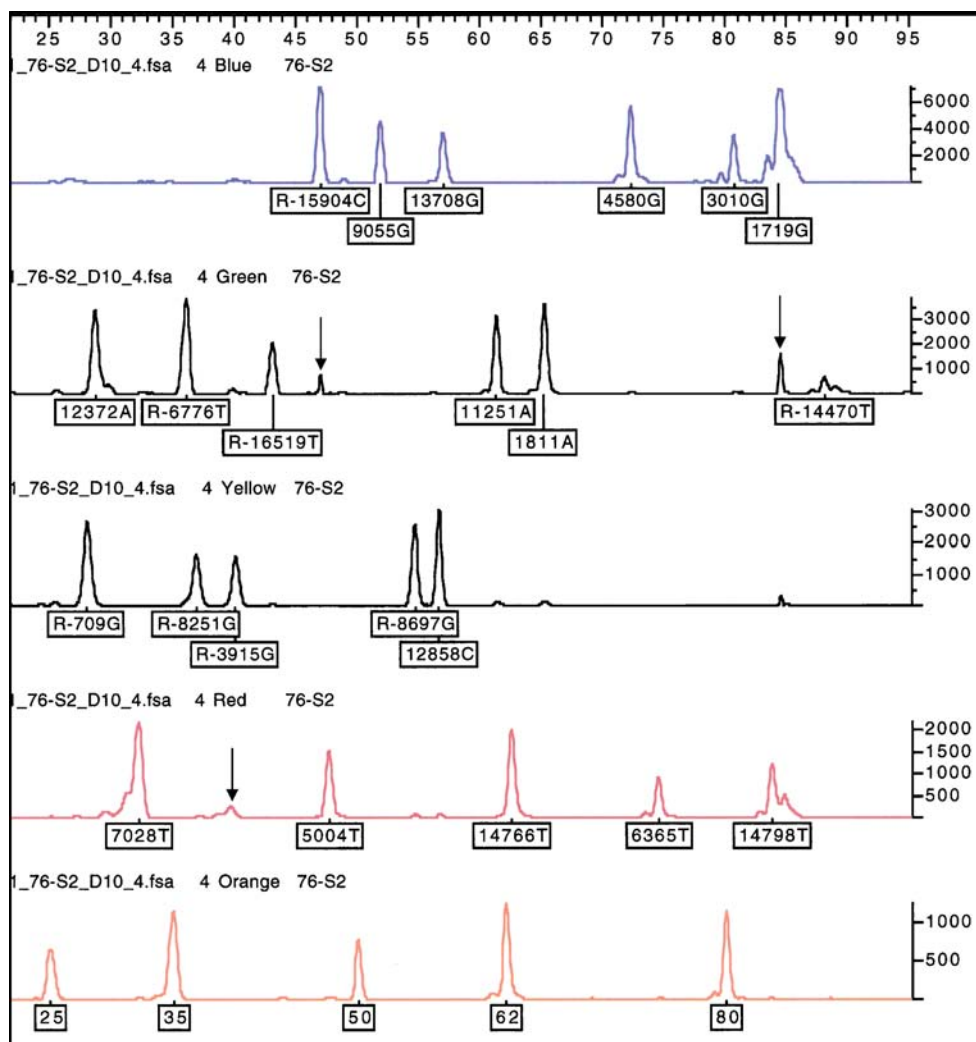 25 30 35 40 45 50 55 60 65 70 75 80 85 90 95
1_76-S2_D10_4.fsa 4 Blue 76-S2
6000
4000
2000
R-15904C 13708G 4580G 3010G
9055G 1719G
1_76-S2_D10_4.fsa 4 Green 76-S2
3000
2000
1000
12372A R-6776T 11251A R-14470T
R-16519T 1811A
1_76-S2_D10_4.fsa 4 Yellow 76-S2
3000
2000
1000
R-709G R-8251G R-8697G
R-3915G 12858C
1_76-S2_D10_4.fsa 4 Red 76-S2
2000
1500
1000
500
7028T 5004T 14766T 6365T 14798T
1_76-S2_D10_4.fsa 4 Orange 76-S2
1000
500
25 35 50 62 80